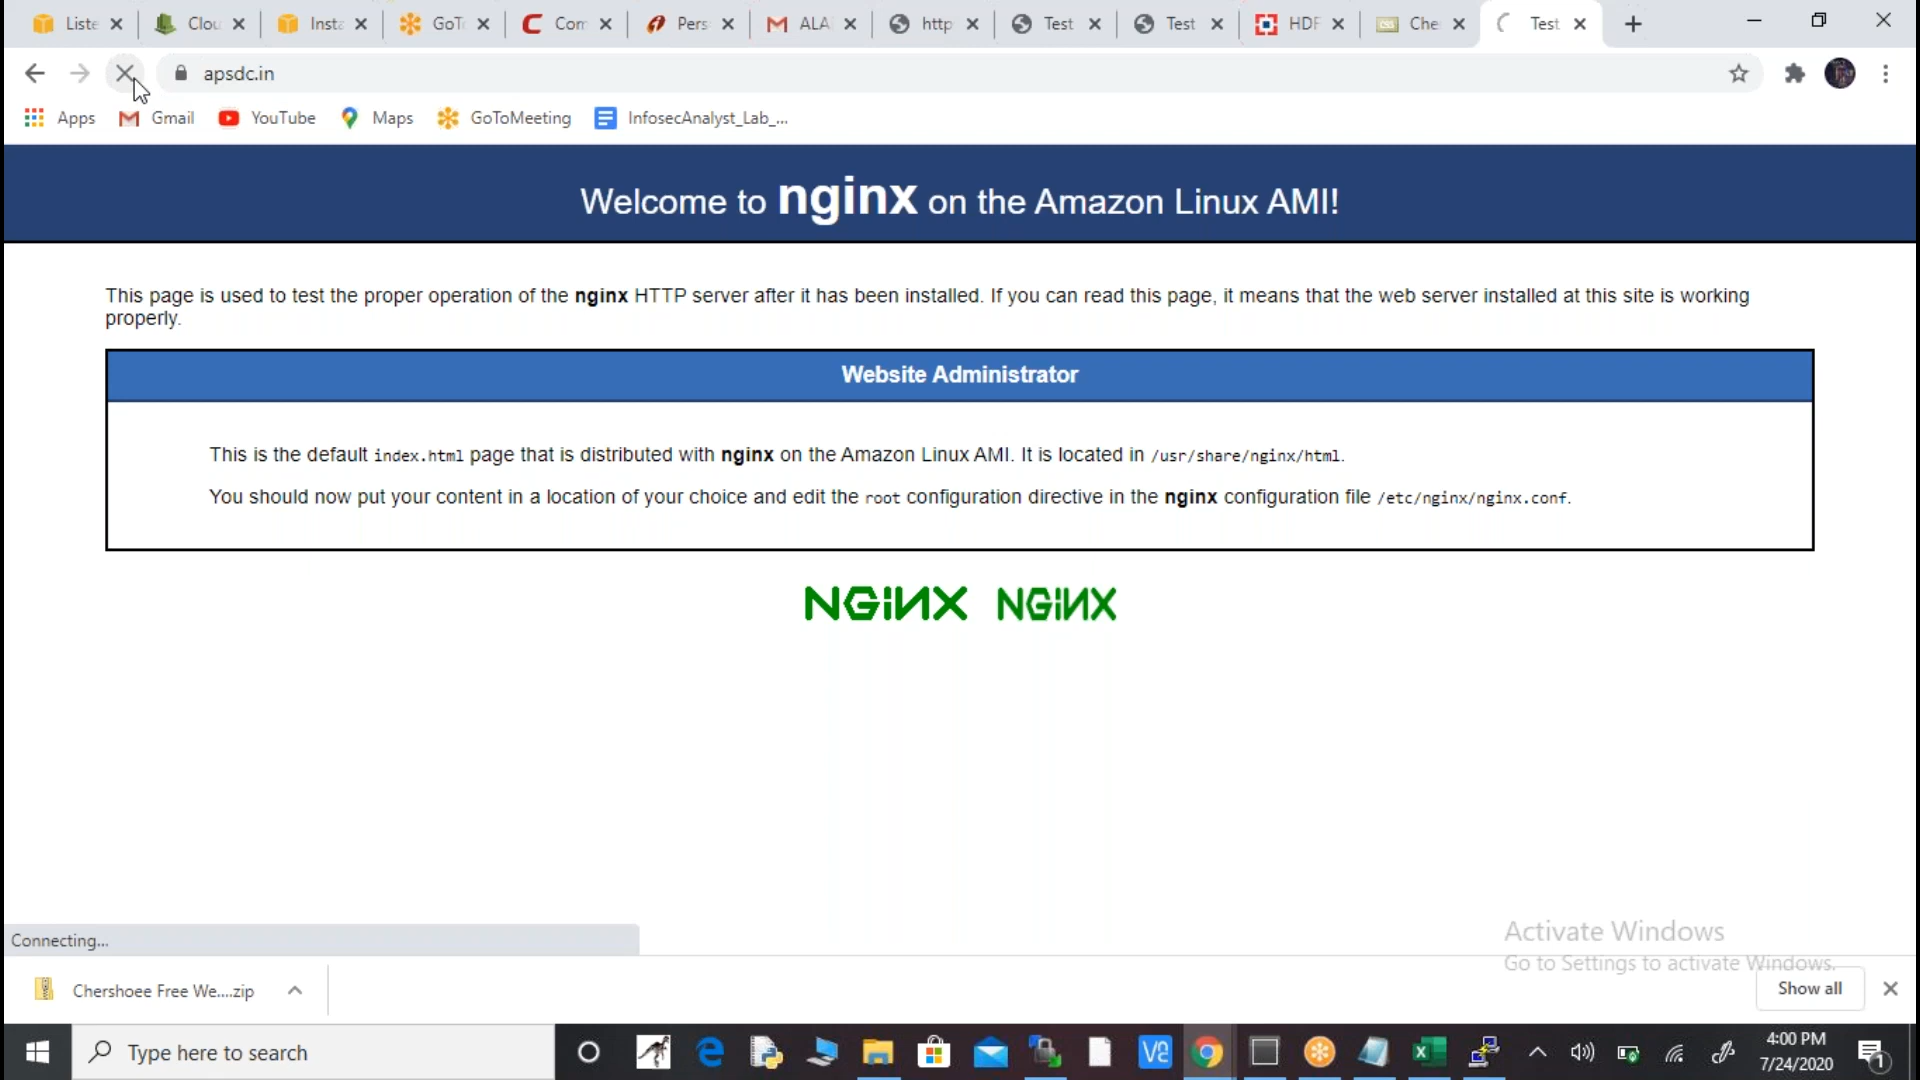 Liste
Clou
Insta
GoTo
Com
Pers
ALA
http
Test
Test
HDF
Che
Test
apsdc.in
Apps
Gmail
YouTube
Maps
GoToMeeting
InfosecAnalyst_Lab_...
Welcome to nginx on the Amazon Linux AMI!
This page is used to test the proper operation of the nginx HTTP server after it has been installed. If you can read this page, it means that the web server installed at this site is working
properly.
Website Administrator
This is the default index.html page that is distributed with nginx on the Amazon Linux AMI. It is located in /usr/share/nginx/html.
You should now put your content in a location of your choice and edit the root configuration directive in the nginx configuration file /etc/nginx/nginx.conf.
NGINX NGINX
Activate Windows
Go to Settings to activate Windows.
Connecting...
Chershoee Free We....zip
Show all
Type here to search
4:00 PM
7/24/2020
1